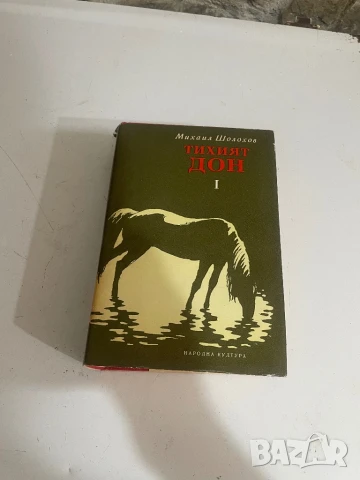 Михаил Шолохов
ТИХИЯТ
ДОН
I
НАРОДНА КУЛТУРА
BAZAR